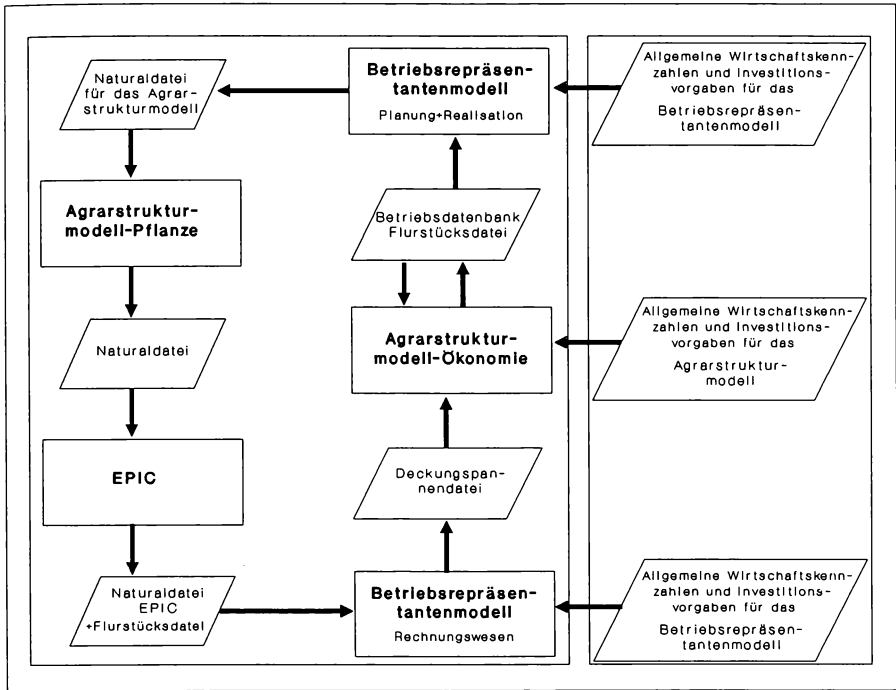 Naturaldatei
für das Agrar-
strukturmodell
Betriebsrepräsen-
tantenmodell
Planung+Realisation
Allgemeine Wirtschaftskenn-
zahlen und Investitions-
vorgaben für das
Betriebsrepräsen-
tantenmodell
Agrarstruktur-
modell-Pflanze
Betriebsdatenbank
Flurstücksdatei
Naturaldatei
Agrarstruktur-
modell-Ökonomie
Allgemeine Wirtschaftskenn-
zahlen und Investitions-
vorgaben für das
Agrarstruktur-
modell
EPIC
Deckungspan-
nendatei
Naturaldatei
EPIC
+Flurstücksdatei
Betriebsrepräsen-
tantenmodell
Rechnungswesen
Allgemeine Wirtschaftskenn-
zahlen und Investitions-
vorgaben für das
Betriebsrepräsen-
tantenmodell